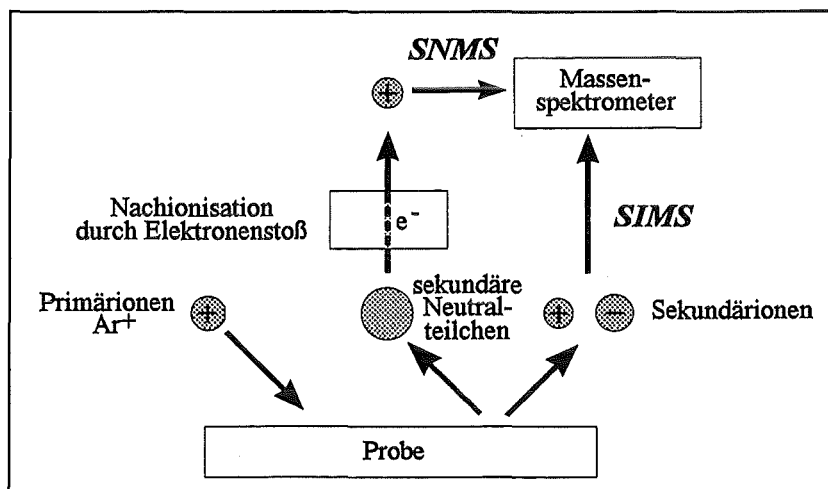 SNMS
Massen-
spektrometer
+
Nachionisation
durch Elektronenstoß
e⁻
SIMS
Primärionen
Ar⁺
+
sekundäre
Neutral-
teilchen
+
−
Sekundärionen
Probe